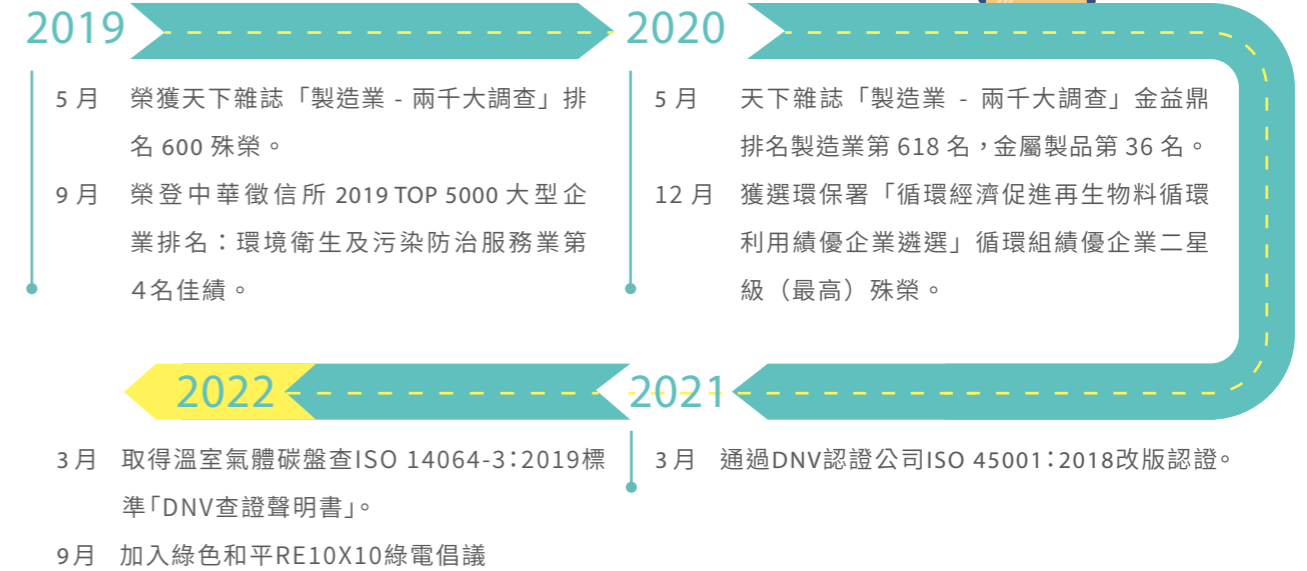 2019
5 月 榮獲天下雜誌「製造業 - 兩千大調查」排
名 600 殊榮。
9 月 榮登中華徵信所 2019 TOP 5000 大型企
業排名：環境衛生及污染防治服務業第
4名佳績。
2020
5 月 天下雜誌「製造業 - 兩千大調查」金益鼎
排名製造業第 618 名，金屬製品第 36 名。
12 月 獲選環保署「循環經濟促進再生物料循環
利用績優企業遴選」循環組績優企業二星
級（最高）殊榮。
2021
3 月 通過DNV認證公司ISO 45001：2018改版認證。
2022
3 月 取得溫室氣體碳盤查ISO 14064-3：2019標
準「DNV查證聲明書」。
9月 加入綠色和平RE10X10綠電倡議